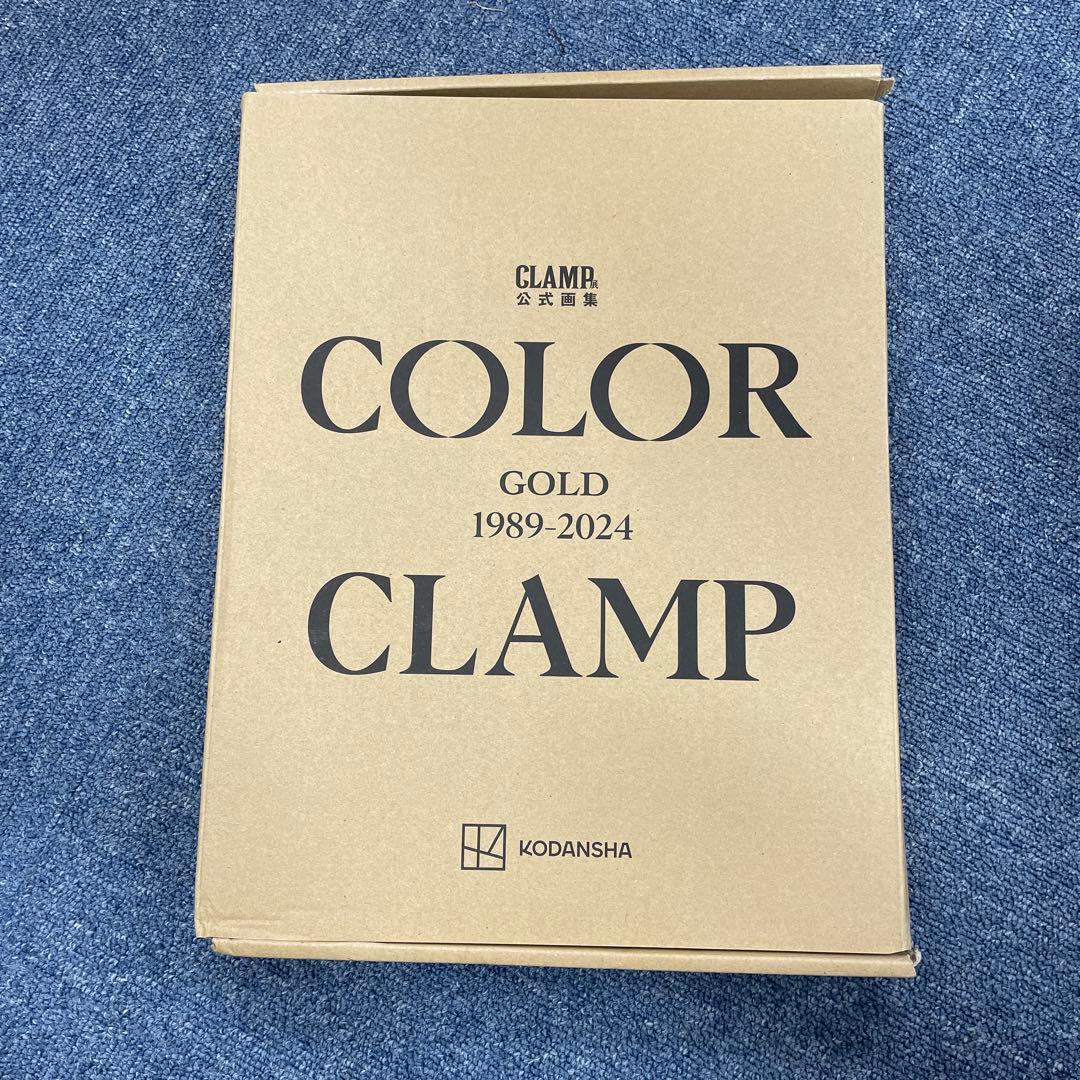 CLAMP展
公式画集
COLOR
GOLD
1989-2024
CLAMP
KODANSHA